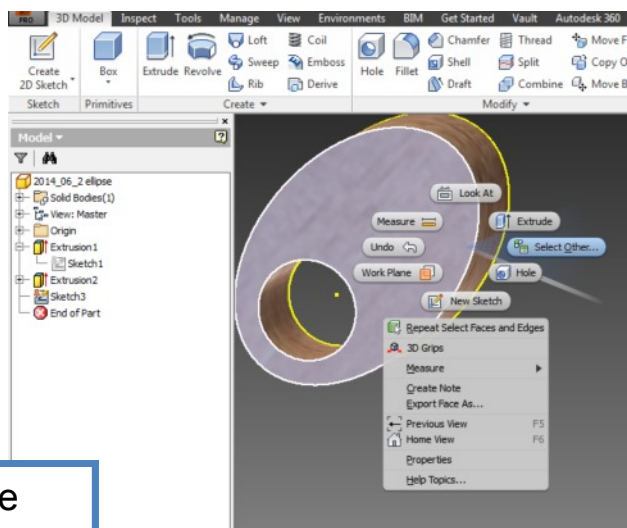 PRO 3D Model Inspect Tools Manage View Environments BIM Get Started Vault Autodesk 360
Create
2D Sketch
Box
Extrude Revolve
Loft
Sweep
Rib
Coil
Emboss
Derive
Hole Fillet
Chamfer
Shell
Draft
Thread
Split
Combine
Move F
Copy O
Move B
Sketch Primitives Create Modify
Model
2014_06_2 elipse
Solid Bodies(1)
View: Master
Origin
Extrusion1
Sketch1
Extrusion2
Sketch3
End of Part
Look At
Measure
Extrude
Undo
Select Other...
Work Plane
Hole
New Sketch
Repeat Select Faces and Edges
3D Grips
Measure
Create Note
Export Face As...
Previous View F5
Home View F6
Properties
Help Topics...
e